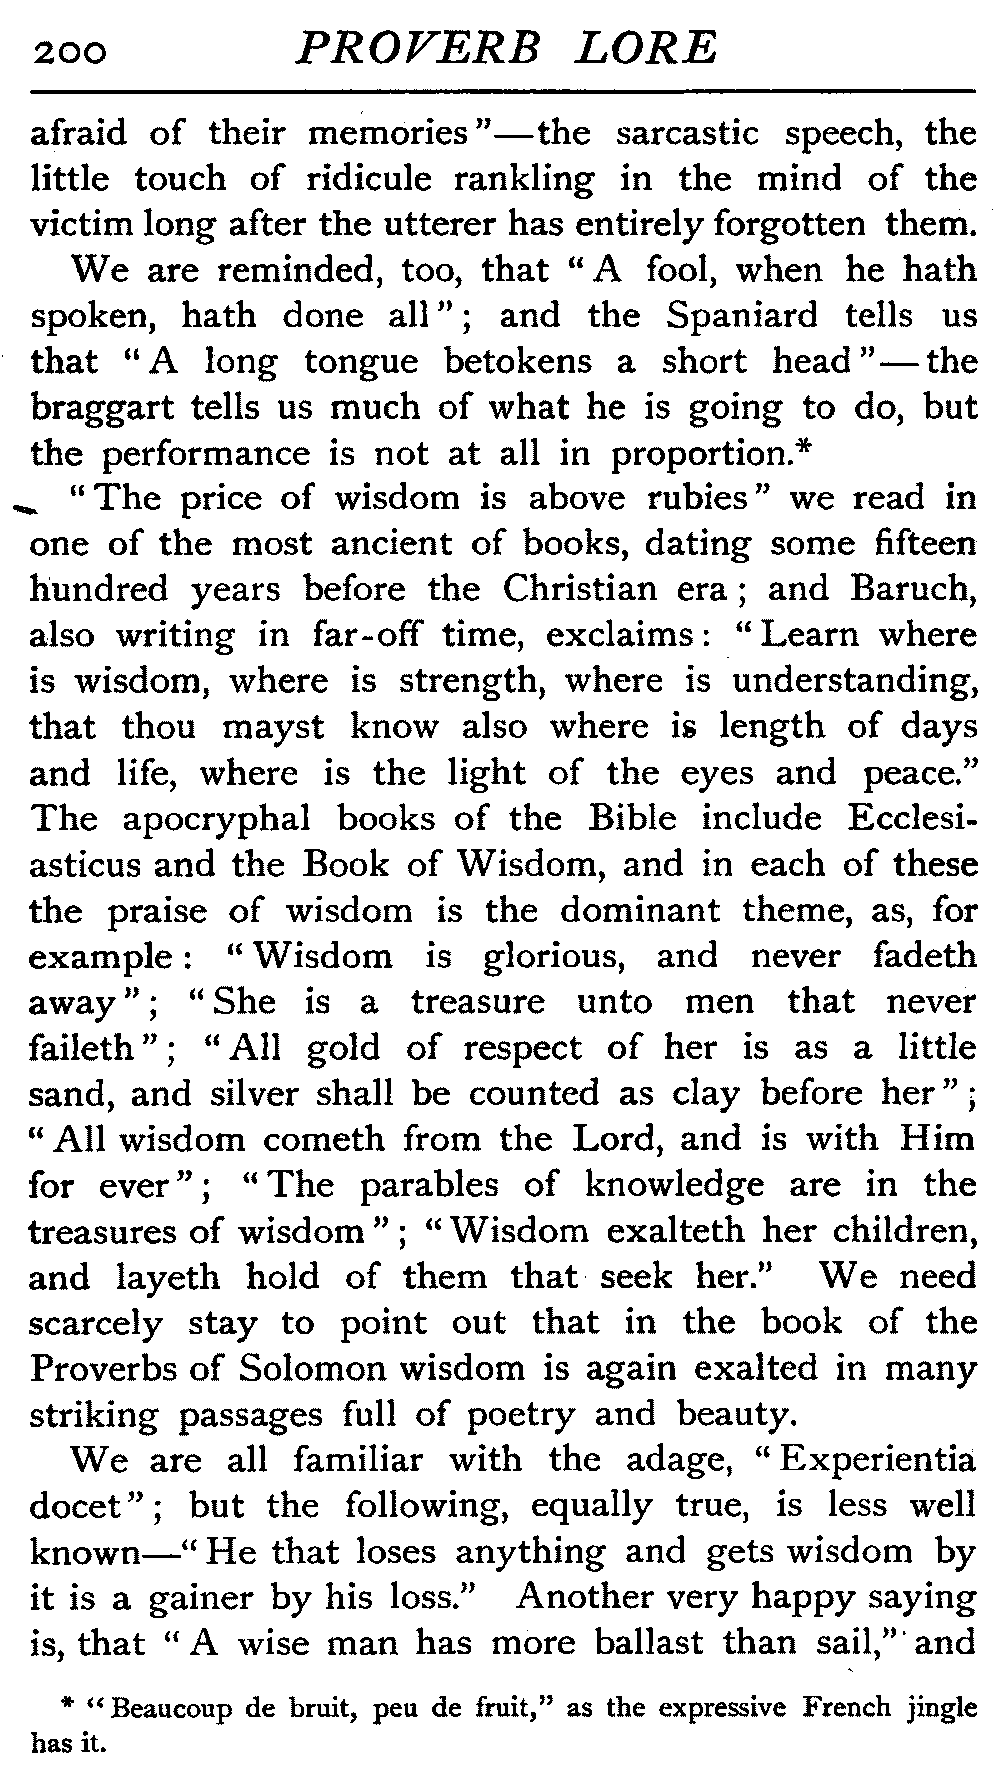 200 PROVERB LORE
afraid of their memories"—the sarcastic speech, the
little touch of ridicule rankling in the mind of the
victim long after the utterer has entirely forgotten them.
We are reminded, too, that "A fool, when he hath
spoken, hath done all"; and the Spaniard tells us
that "A long tongue betokens a short head"—the
braggart tells us much of what he is going to do, but
the performance is not at all in proportion.*
"The price of wisdom is above rubies" we read in
one of the most ancient of books, dating some fifteen
hundred years before the Christian era; and Baruch,
also writing in far-off time, exclaims: "Learn where
is wisdom, where is strength, where is understanding,
that thou mayst know also where is length of days
and life, where is the light of the eyes and peace."
The apocryphal books of the Bible include Ecclesi-
asticus and the Book of Wisdom, and in each of these
the praise of wisdom is the dominant theme, as, for
example: "Wisdom is glorious, and never fadeth
away"; "She is a treasure unto men that never
faileth"; "All gold of respect of her is as a little
sand, and silver shall be counted as clay before her";
"All wisdom cometh from the Lord, and is with Him
for ever"; "The parables of knowledge are in the
treasures of wisdom"; "Wisdom exalteth her children,
and layeth hold of them that seek her." We need
scarcely stay to point out that in the book of the
Proverbs of Solomon wisdom is again exalted in many
striking passages full of poetry and beauty.
We are all familiar with the adage, "Experientia
docet"; but the following, equally true, is less well
known—"He that loses anything and gets wisdom by
it is a gainer by his loss." Another very happy saying
is, that "A wise man has more ballast than sail," and
* "Beaucoup de bruit, peu de fruit," as the expressive French jingle
has it.